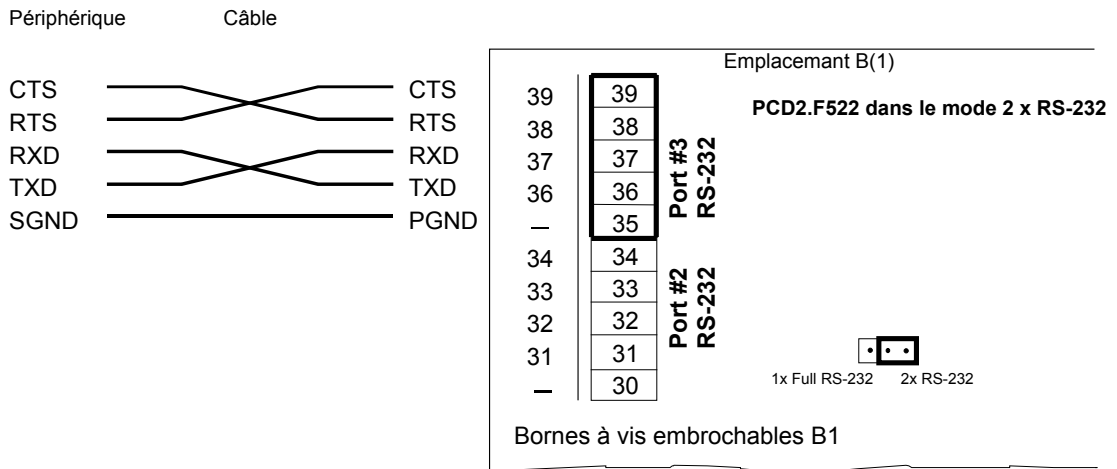 Périphérique Câble
Emplacemant B(1)
CTS CTS 39 39
PCD2.F522 dans le mode 2 x RS-232
RTS RTS 38 38
RXD RXD 37 37
TXD TXD 36 36
SGND PGND — 35
Port #3
RS-232
34 34
33 33
32 32
31 31
— 30
Port #2
RS-232
1x Full RS-232 2x RS-232
Bornes à vis embrochables B1